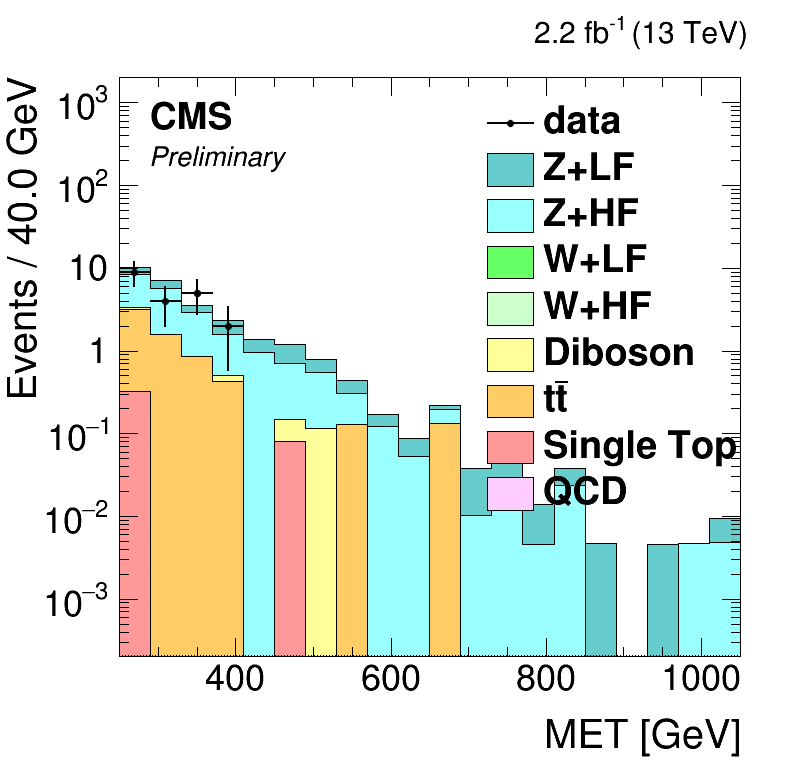 2.2 fb⁻¹ (13 TeV)
Events / 40.0 GeV
10³
10²
10
1
10⁻¹
10⁻²
10⁻³
CMS
Preliminary
data
Z+LF
Z+HF
W+LF
W+HF
Diboson
tt̄
Single Top
QCD
400 600 800 1000
MET [GeV]